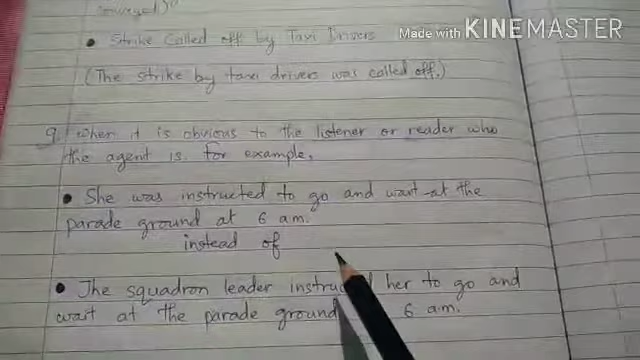 conveyed)
Made with KINEMASTER
• Strike Called off by Taxi Drivers
(The strike by taxi drivers was called off.)
9. When it is obvious to the listener or reader who
the agent is. for example,
• She was instructed to go and wait at the
parade ground at 6 am.
instead of
• The squadron leader her to go and
wait at the parade ground 6 am.